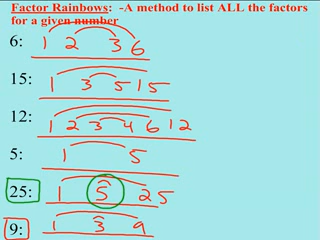 Factor Rainbows: -A method to list ALL the factors
for a given number
6: 1 2 3 6
15: 1 3 5 15
12: 1 2 3 4 6 12
5: 1 5
25: 1 5 25
9: 1 3 9